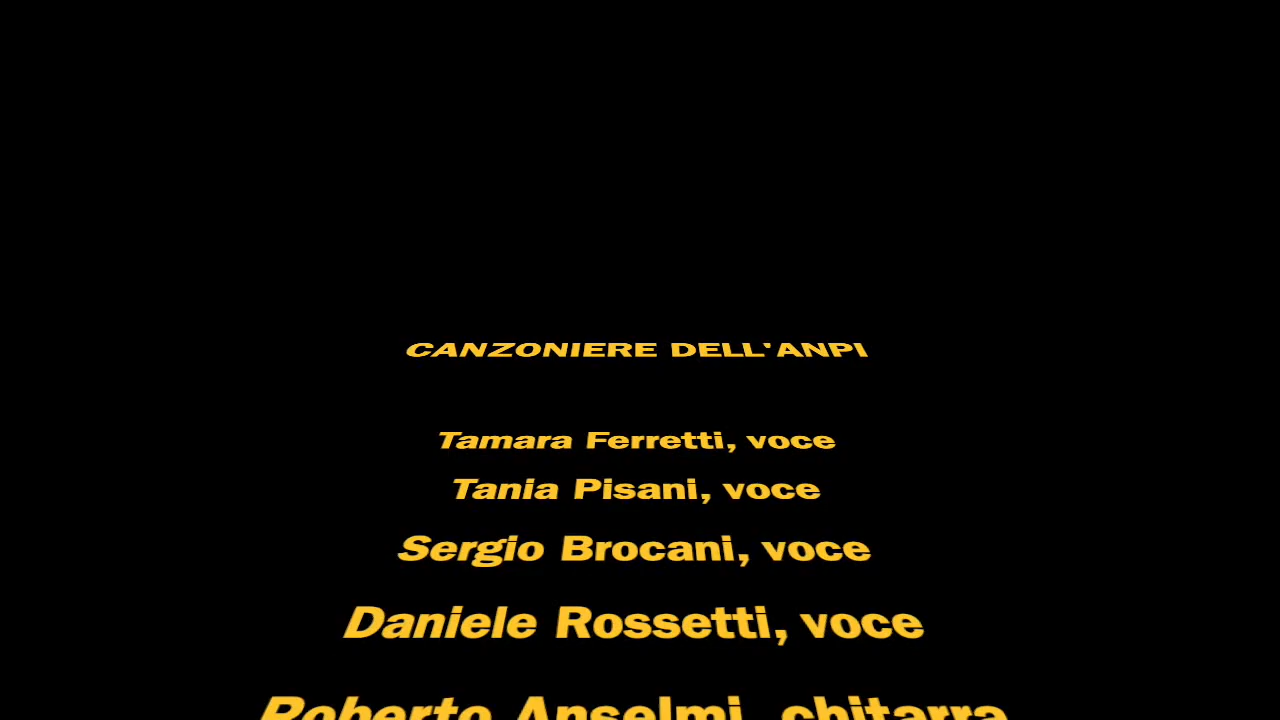 CANZONIERE DELL'ANPI
Tamara Ferretti, voce
Tania Pisani, voce
Sergio Brocani, voce
Daniele Rossetti, voce
Roberto Anselmi, chitarra